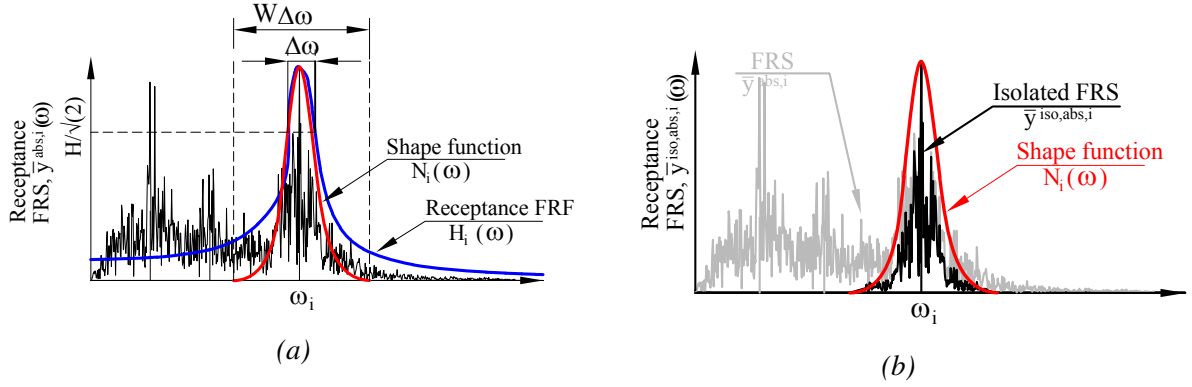 WΔω
Δω
Receptance
FRS, y̅ᵃᵇˢ,ⁱ(ω)
H/√(2)
Shape function
Nᵢ(ω)
Receptance FRF
Hᵢ(ω)
ωᵢ
(a)
Receptance
FRS, y̅ⁱˢᵒ,ᵃᵇˢ,ⁱ(ω)
FRS
y̅ᵃᵇˢ,ⁱ
Isolated FRS
y̅ⁱˢᵒ,ᵃᵇˢ,ⁱ
Shape function
Nᵢ(ω)
ωᵢ
(b)